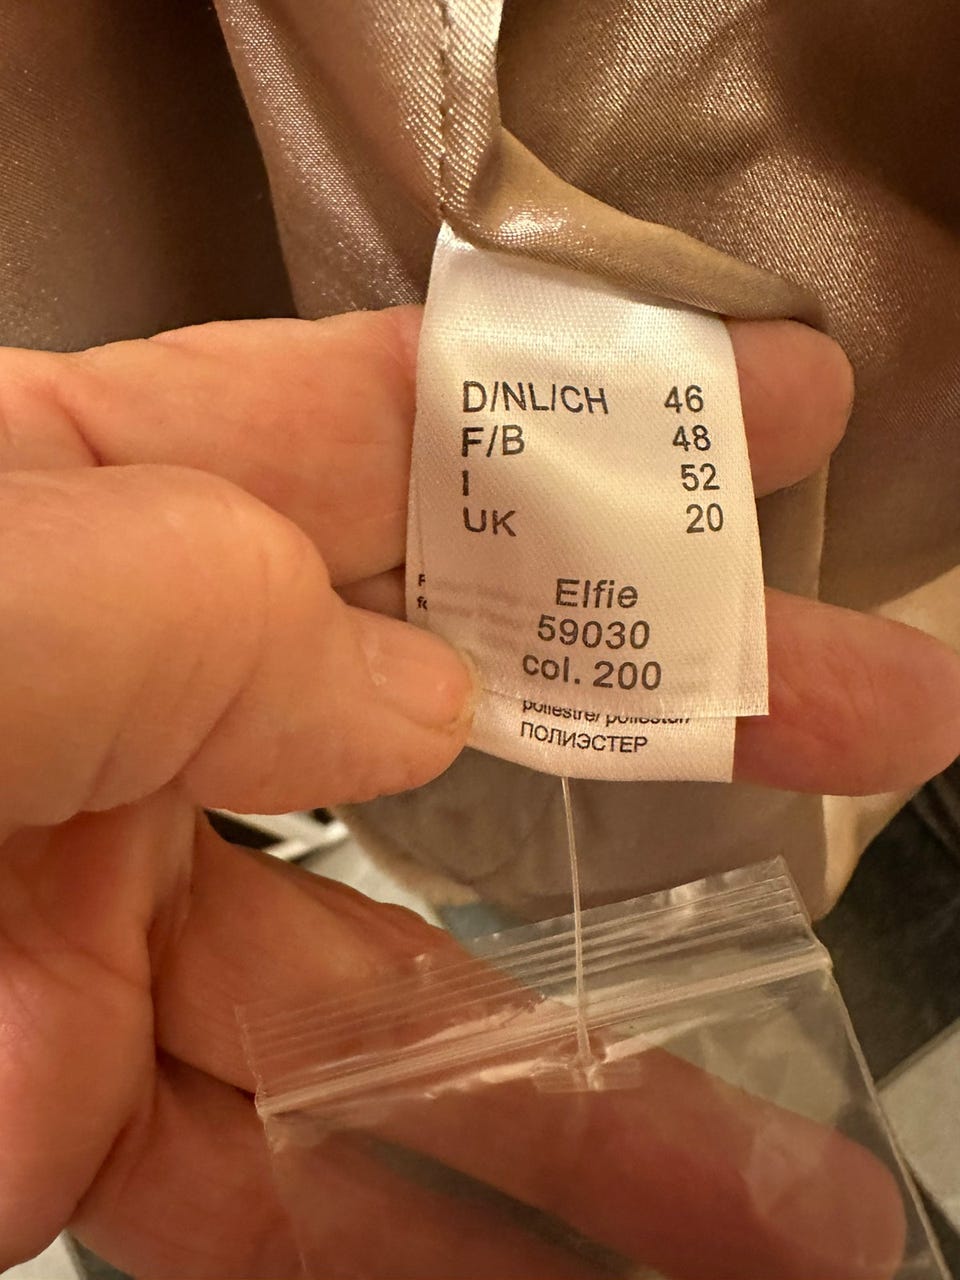 D/NL/CH 46
F/B 48
I 52
UK 20
Elfie
59030
col. 200
ПОЛИЭСТЕР